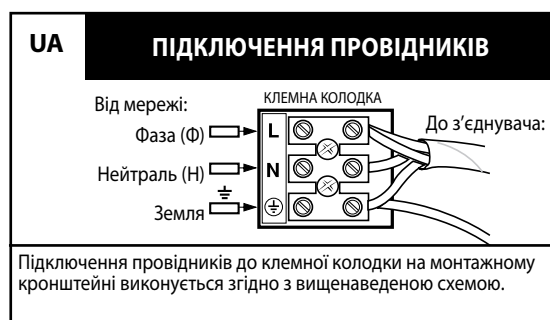 UA
ПІДКЛЮЧЕННЯ ПРОВІДНИКІВ
Від мережі:
КЛЕМНА КОЛОДКА
Фаза (Ф)
L
До з’єднувача:
Нейтраль (Н)
N
Земля
Підключення провідників до клемної колодки на монтажному
кронштейні виконується згідно з вищенаведеною схемою.